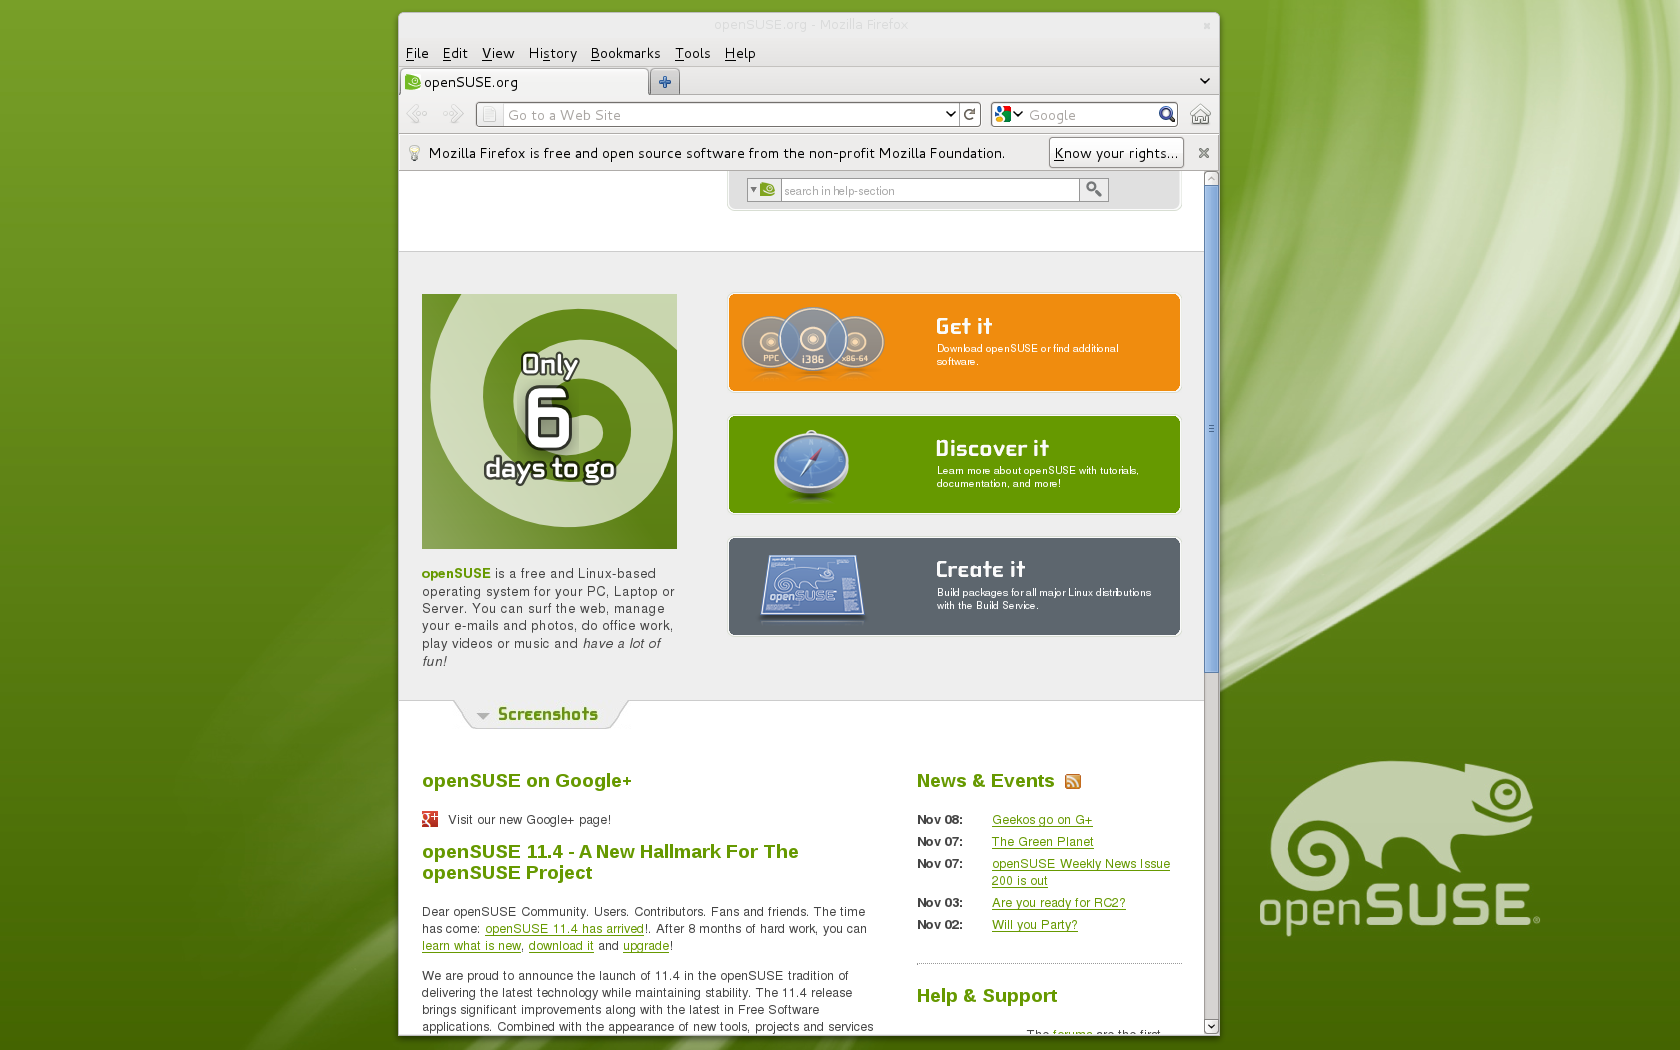 openSUSE.org - Mozilla Firefox
File Edit View History Bookmarks Tools Help
openSUSE.org
Go to a Web Site
Google
Mozilla Firefox is free and open source software from the non-profit Mozilla Foundation.
Know your rights...
search in help-section
Only
6
days to go
openSUSE is a free and Linux-based
operating system for your PC, Laptop or
Server. You can surf the web, manage
your e-mails and photos, do office work,
play videos or music and have a lot of
fun!
PPC
i386
x86-64
Get it
Download openSUSE or find additional
software.
Discover it
Learn more about openSUSE with tutorials,
documentation, and more!
openSUSE
Create it
Build packages for all major Linux distributions
with the Build Service.
Screenshots
openSUSE on Google+
Visit our new Google+ page!
openSUSE 11.4 - A New Hallmark For The
openSUSE Project
Dear openSUSE Community. Users. Contributors. Fans and friends. The time
has come: openSUSE 11.4 has arrived!. After 8 months of hard work, you can
learn what is new, download it and upgrade!
We are proud to announce the launch of 11.4 in the openSUSE tradition of
delivering the latest technology while maintaining stability. The 11.4 release
brings significant improvements along with the latest in Free Software
applications. Combined with the appearance of new tools, projects and services
News & Events
Nov 08: Geekos go on G+
Nov 07: The Green Planet
Nov 07: openSUSE Weekly News Issue
200 is out
Nov 03: Are you ready for RC2?
Nov 02: Will you Party?
Help & Support
The forums are the first
openSUSE®